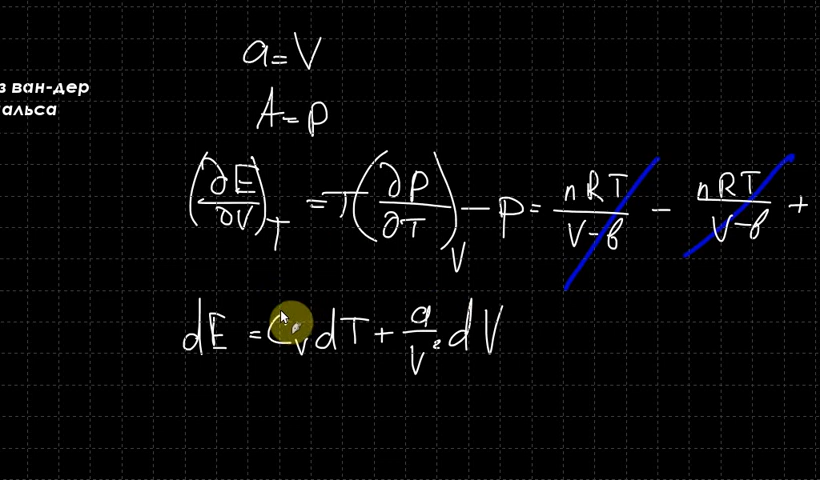 a = V
з ван-дер
альса
A = p
(∂E/∂V)_T = T(∂P/∂T)_V − p = nRT/(V−в) − nRT/(V−в) +
dE = C_V dT + a/V² dV